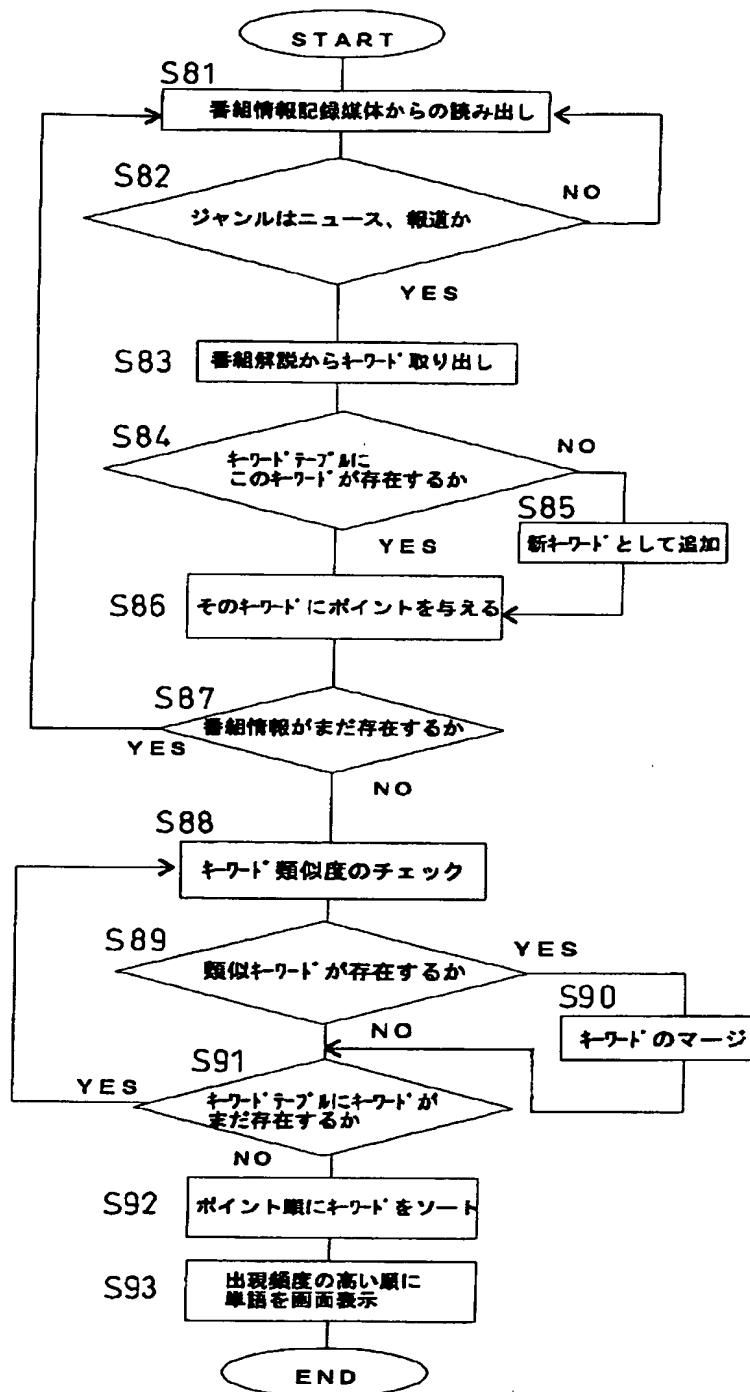 START
S81
番組情報記録媒体からの読み出し
S82
NO
ジャンルはニュース、報道か
YES
S83
番組解説からキーワード取り出し
S84
NO
キーワードテーブルに
このキーワードが存在するか
S85
YES
新キーワードとして追加
S86
そのキーワードにポイントを与える
S87
番組情報がまだ存在するか
YES
NO
S88
キーワード類似度のチェック
S89
YES
類似キーワードが存在するか
S90
NO
キーワードのマージ
S91
YES
キーワードテーブルにキーワードが
まだ存在するか
NO
S92
ポイント順にキーワードをソート
S93
出現頻度の高い順に
単語を画面表示
END